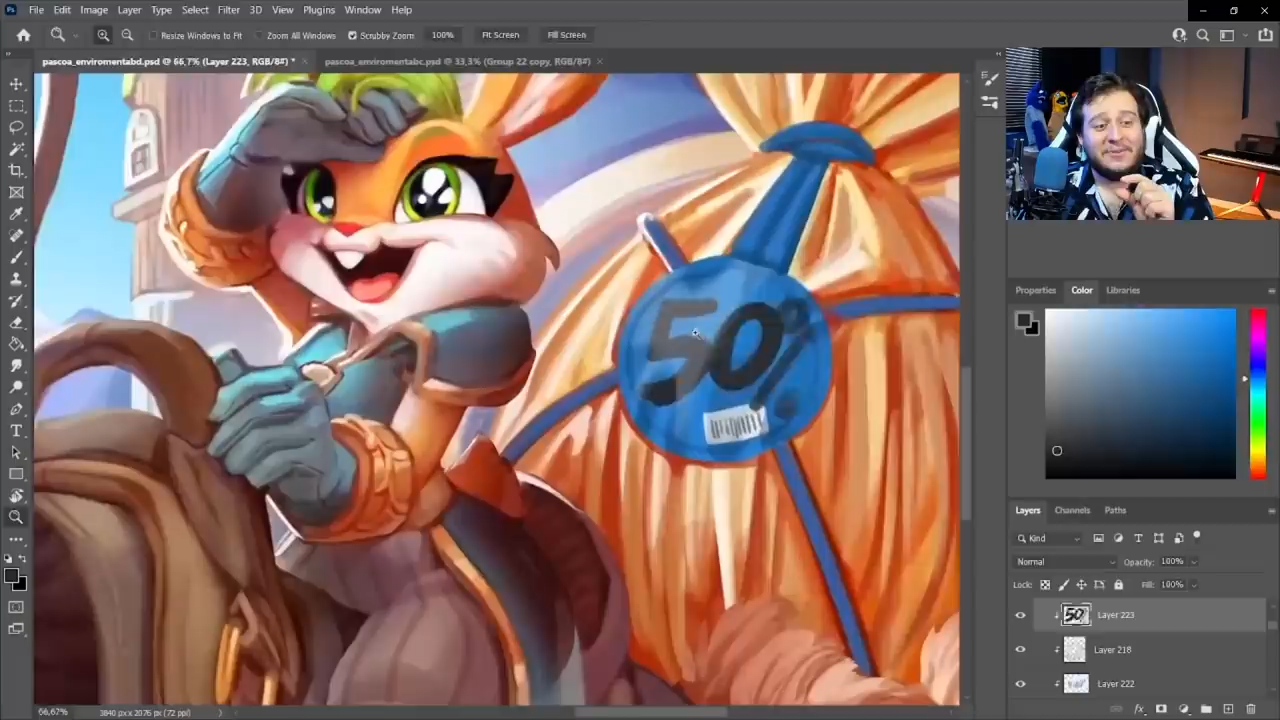 Ps File Edit Image Layer Type Select Filter 3D View Plugins Window Help
Resize Windows to Fit Zoom All Windows Scrubby Zoom 100% Fit Screen Fill Screen
pascoa_enviromentabd.psd @ 66,7% (Layer 223, RGB/8#) * × pascoa_enviromentabc.psd @ 33,3% (Group 22 copy, RGB/8#) ×
50%
Properties Color Libraries
Layers Channels Paths
Kind
Normal Opacity: 100%
Lock: Fill: 100%
Layer 223
Layer 218
Layer 222
66,67% 3840 px x 2076 px (72 ppi)